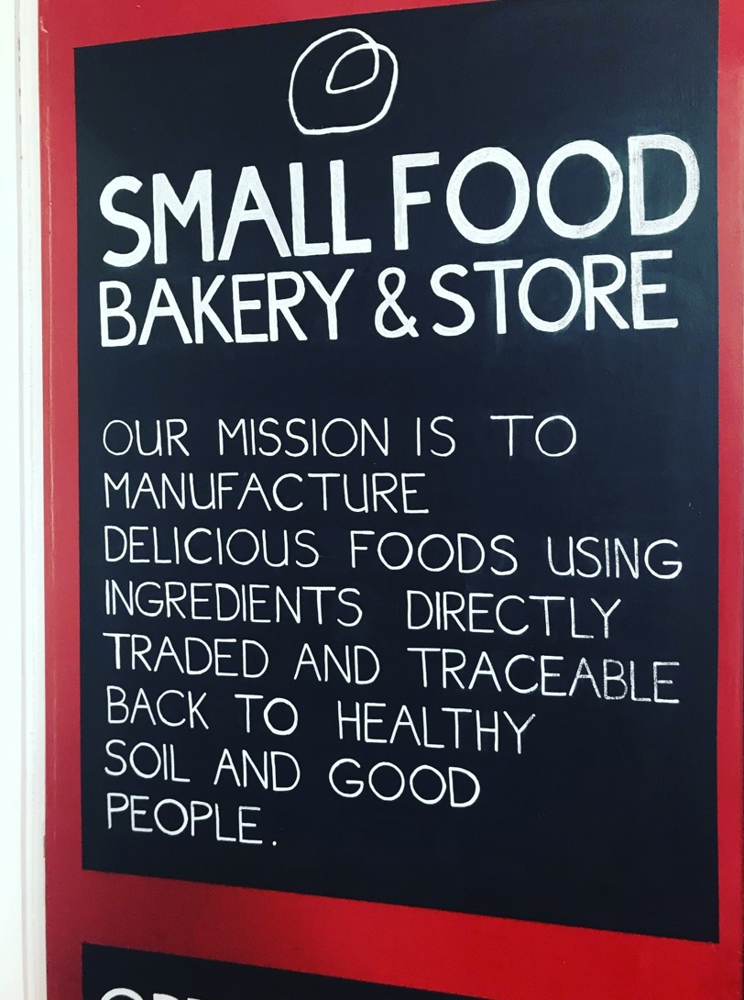 SMALL FOOD
BAKERY & STORE
OUR MISSION IS TO
MANUFACTURE
DELICIOUS FOODS USING
INGREDIENTS DIRECTLY
TRADED AND TRACEABLE
BACK TO HEALTHY
SOIL AND GOOD
PEOPLE.